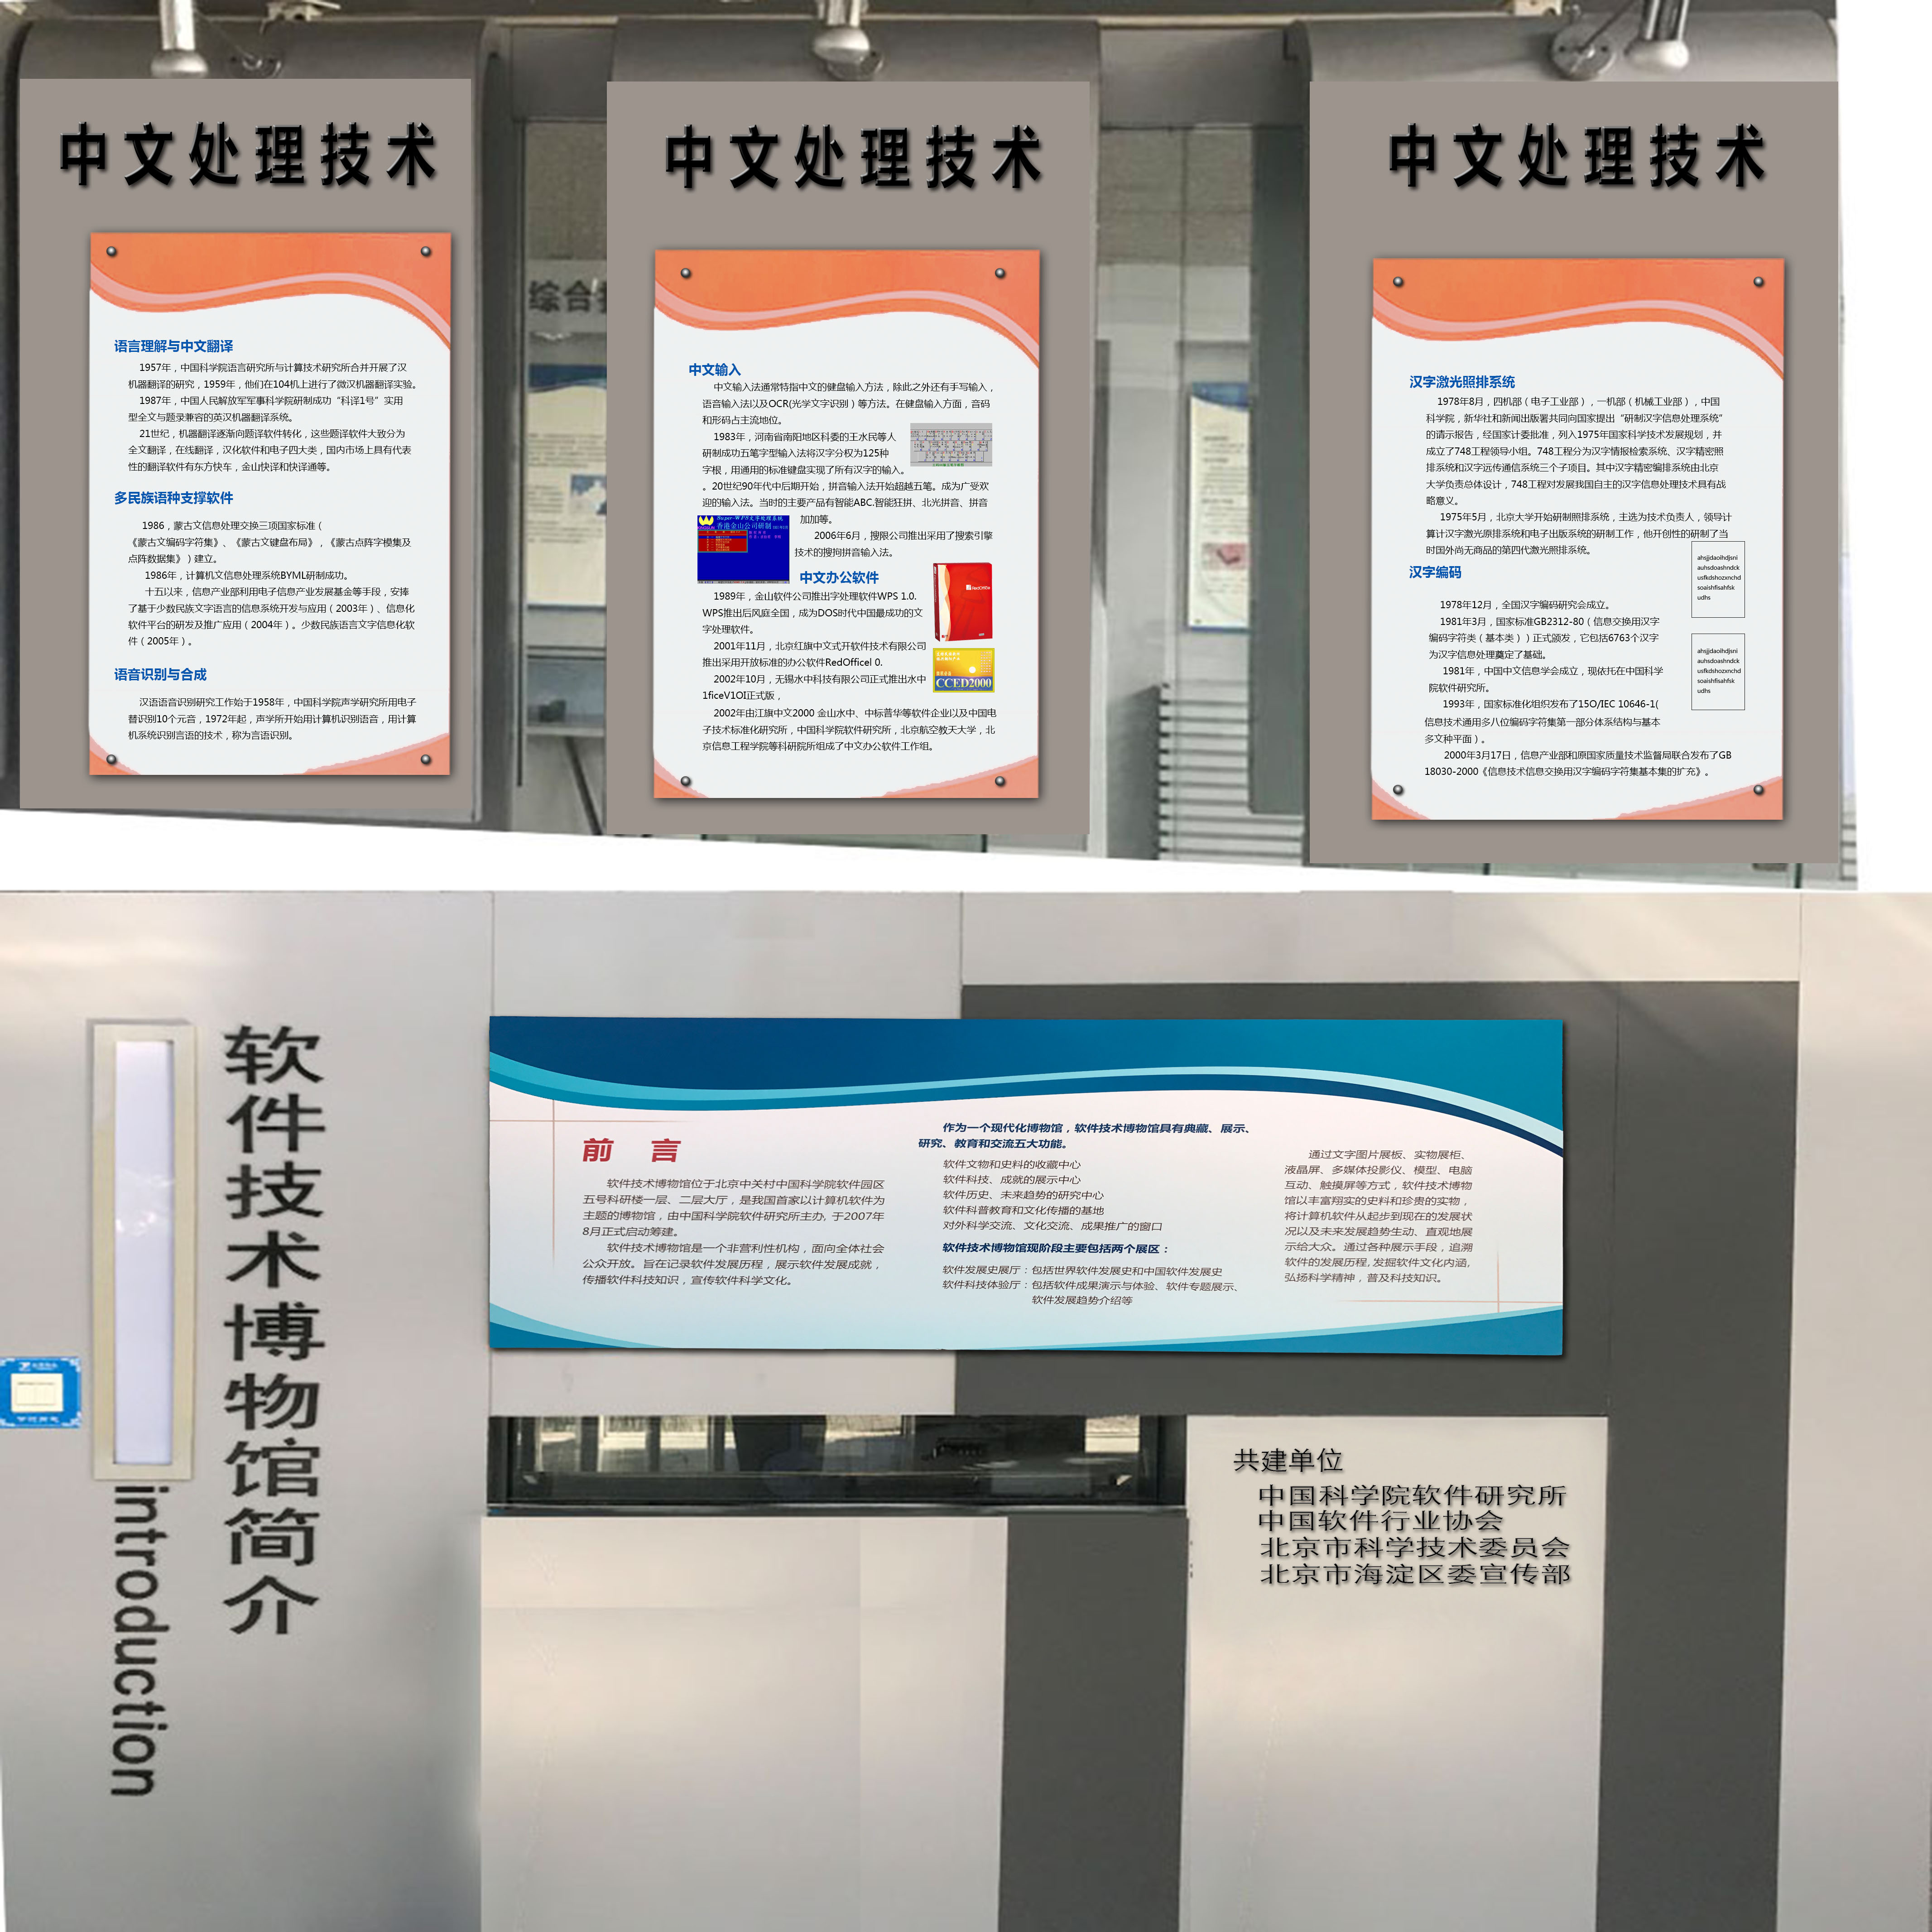 中文处理技术
语言理解与中文翻译
1957年，中国科学院语言研究所与计算技术研究所合并开展了汉
机器翻译的研究，1959年，他们在104机上进行了微汉机器翻译实验。
1987年，中国人民解放军军事科学院研制成功“科译1号”实用
型全文与题录兼容的英汉机器翻译系统。
21世纪，机器翻译逐渐向题译软件转化，这些题译软件大致分为
全文翻译，在线翻译，汉化软件和电子四大类，国内市场上具有代表
性的翻译软件有东方快车，金山快译和快译通等。
多民族语种支撑软件
1986，蒙古文信息处理交换三项国家标准（
《蒙古文编码字符集》、《蒙古文键盘布局》，《蒙古点阵字模集及
点阵数据集》）建立。
1986年，计算机文信息处理系统BYML研制成功。
十五以来，信息产业部利用电子信息产业发展基金等手段，安捧
了基于少数民族文字语言的信息系统开发与应用（2003年）、信息化
软件平台的研发及推广应用（2004年）。少数民族语言文字信息化软
件（2005年）。
语音识别与合成
汉语语音识别研究工作始于1958年，中国科学院声学研究所用电子
替识别10个元音，1972年起，声学所开始用计算机识别语音，用计算
机系统识别言语的技术，称为言语识别。
中文处理技术
中文输入
中文输入法通常特指中文的健盘输入方法，除此之外还有手写输入，
语音输入法以及OCR(光学文字识别）等方法。在健盘输入方面，音码
和形码占主流地位。
1983年，河南省南阳地区科委的王水民等人
研制成功五笔字型输入法将汉字分权为125种
字根，用通用的标准键盘实现了所有汉字的输入。
。20世纪90年代中后期开始，拼音输入法开始超越五笔。成为广受欢
迎的输入法。当时的主要产品有智能ABC.智能狂拼、北光拼音、拼音
加加等。
2006年6月，搜限公司推出采用了搜索引擎
技术的搜拘拼音输入法。
Super-WPS文字处理系统
香港金山公司研制
中文办公软件
1989年，金山软件公司推出字处理软件WPS 1.0.
WPS推出后风庭全国，成为DOS时代中国最成功的文
字处理软件。
2001年11月，北京红旗中文式开软件技术有限公司
推出采用开放标准的办公软件RedOfficel 0.
2002年10月，无锡水中科技有限公司正式推出水中
1ficeV1OI正式版，
2002年由江旗中文2000 金山水中、中标普华等软件企业以及中国电
子技术标准化研究所，中国科学院软件研究所，北京航空教天大学，北
京信息工程学院等科研院所组成了中文办公软件工作组。
RedOffice
CCED2000
中文处理技术
汉字激光照排系统
1978年8月，四机部（电子工业部），一机部（机械工业部），中国
科学院，新华社和新闻出版署共同向国家提出“研制汉字信息处理系统”
的请示报告，经国家计委批准，列入1975年国家科学技术发展规划，并
成立了748工程领导小组。748工程分为汉字情报检索系统、汉字精密照
排系统和汉字远传通信系统三个子项目。其中汉字精密编排系统由北京
大学负责总体设计，748工程对发展我国自主的汉字信息处理技术具有战
略意义。
1975年5月，北京大学开始研制照排系统，主选为技术负责人，领导计
算计汉字激光原排系统和电子出版系统的研制工作，他开创性的研制了当
时国外尚无商品的第四代激光照排系统。
汉字编码
1978年12月，全国汉字编码研究会成立。
1981年3月，国家标准GB2312-80（信息交换用汉字
编码字符类（基本类））正式颁发，它包括6763个汉字
为汉字信息处理奠定了基础。
1981年，中国中文信息学会成立，现依托在中国科学
院软件研究所。
1993年，国家标准化组织发布了15O/IEC 10646-1(
信息技术通用多八位编码字符集第一部分体系结构与基本
多文种平面）。
2000年3月17日，信息产业部和原国家质量技术监督局联合发布了GB
18030-2000《信息技术信息交换用汉字编码字符集基本集的扩充》。
ahsjjdaoihdjsni
auhsdoashndck
usfkdshozxnchd
soaishfisahfsk
udhs
ahsjjdaoihdjsni
auhsdoashndck
usfkdshozxnchd
soaishfisahfsk
udhs
综合
软件技术博物馆简介
introduction
前言
软件技术博物馆位于北京中关村中国科学院软件园区
五号科研楼一层、二层大厅，是我国首家以计算机软件为
主题的博物馆，由中国科学院软件研究所主办, 于2007年
8月正式启动筹建。
软件技术博物馆是一个非营利性机构，面向全体社会
公众开放。旨在记录软件发展历程，展示软件发展成就，
传播软件科技知识，宣传软件科学文化。
作为一个现代化博物馆，软件技术博物馆具有典藏、展示、
研究、教育和交流五大功能。
软件文物和史料的收藏中心
软件科技、成就的展示中心
软件历史、未来趋势的研究中心
软件科普教育和文化传播的基地
对外科学交流、文化交流、成果推广的窗口
软件技术博物馆现阶段主要包括两个展区：
软件发展史展厅：包括世界软件发展史和中国软件发展史
软件科技体验厅：包括软件成果演示与体验、软件专题展示、
软件发展趋势介绍等
通过文字图片展板、实物展柜、
液晶屏、多媒体投影仪、模型、电脑
互动、触摸屏等方式，软件技术博物
馆以丰富翔实的史料和珍贵的实物，
将计算机软件从起步到现在的发展状
况以及未来发展趋势生动、直观地展
示给大众。通过各种展示手段，追溯
软件的发展历程, 发掘软件文化内涵,
弘扬科学精神，普及科技知识。
共建单位
中国科学院软件研究所
中国软件行业协会
北京市科学技术委员会
北京市海淀区委宣传部